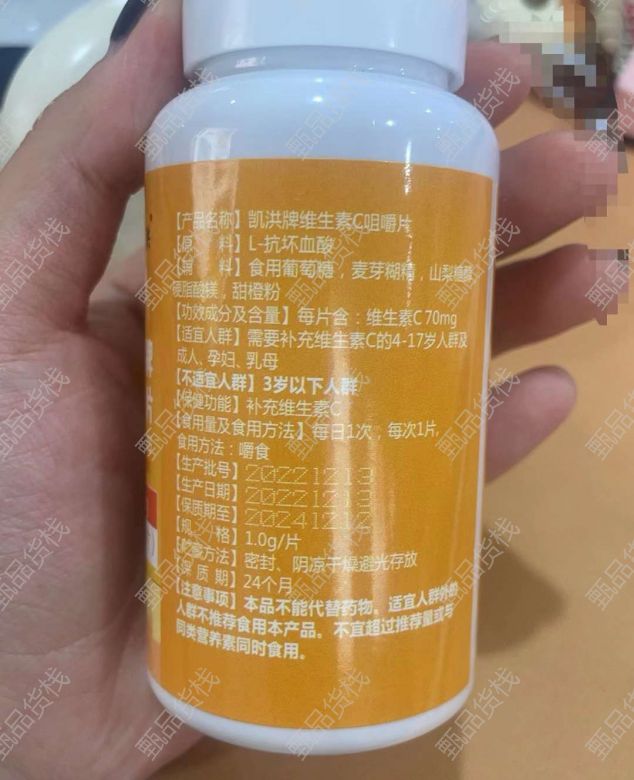 【产品名称】凯洪牌维生素C咀嚼片
【原　　料】L-抗坏血酸
【辅　　料】食用葡萄糖，麦芽糊精，山梨糖醇，
硬脂酸镁，甜橙粉
【功效成分及含量】每片含：维生素C 70mg
【适宜人群】需要补充维生素C的4-17岁人群及
成人、孕妇、乳母
【不适宜人群】3岁以下人群
【保健功能】补充维生素C
【食用量及食用方法】每日1次，每次1片，
食用方法：嚼食
【生产批号】20221213
【生产日期】20221213
【保质期至】20241212
【规　　格】1.0g/片
【贮藏方法】密封、阴凉干燥避光存放
【保 质 期】24个月
【注意事项】本品不能代替药物。适宜人群外的
人群不推荐食用本产品。不宜超过推荐量或与
同类营养素同时食用。
甄品货栈